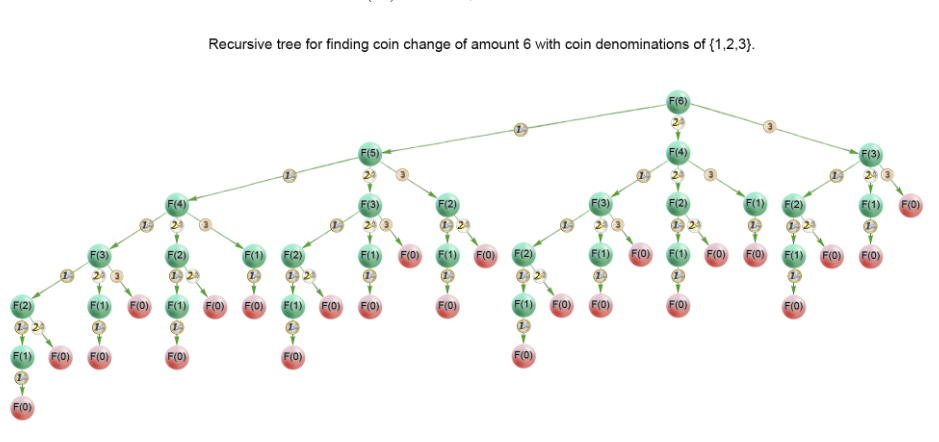 Recursive tree for finding coin change of amount 6 with coin denominations of {1,2,3}.
F(6)
1 2 3
F(5) F(4) F(3)
1 2 3 1 2 3 1 2 3
F(4) F(3) F(2) F(3) F(2) F(1) F(2) F(1) F(0)
1 2 3 1 2 3 1 2 1 2 3 1 2 1 1 2 1
F(3) F(2) F(1) F(2) F(1) F(0) F(1) F(0) F(2) F(1) F(0) F(1) F(0) F(0) F(1) F(0) F(0)
1 2 3 1 2 1 1 2 1 1 1 2 1 1 1
F(2) F(1) F(0) F(1) F(0) F(0) F(1) F(0) F(0) F(0) F(1) F(0) F(0) F(0) F(0)
1 2 1 1 1 1
F(1) F(0) F(0) F(0) F(0) F(0)
1
F(0)